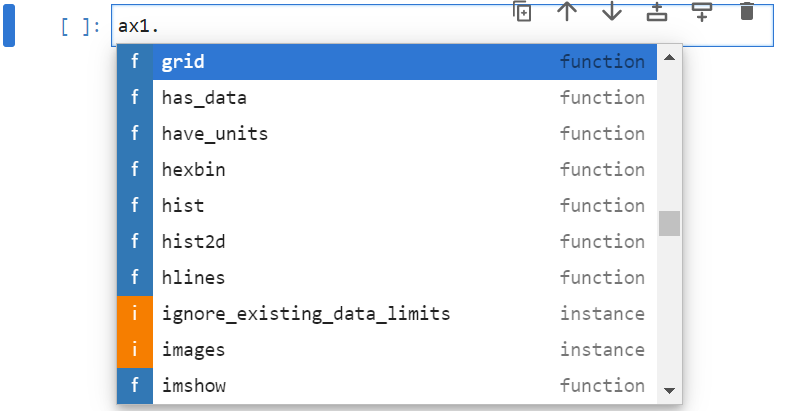 [ ]: ax1.
f grid function
f has_data function
f have_units function
f hexbin function
f hist function
f hist2d function
f hlines function
i ignore_existing_data_limits instance
i images instance
f imshow function